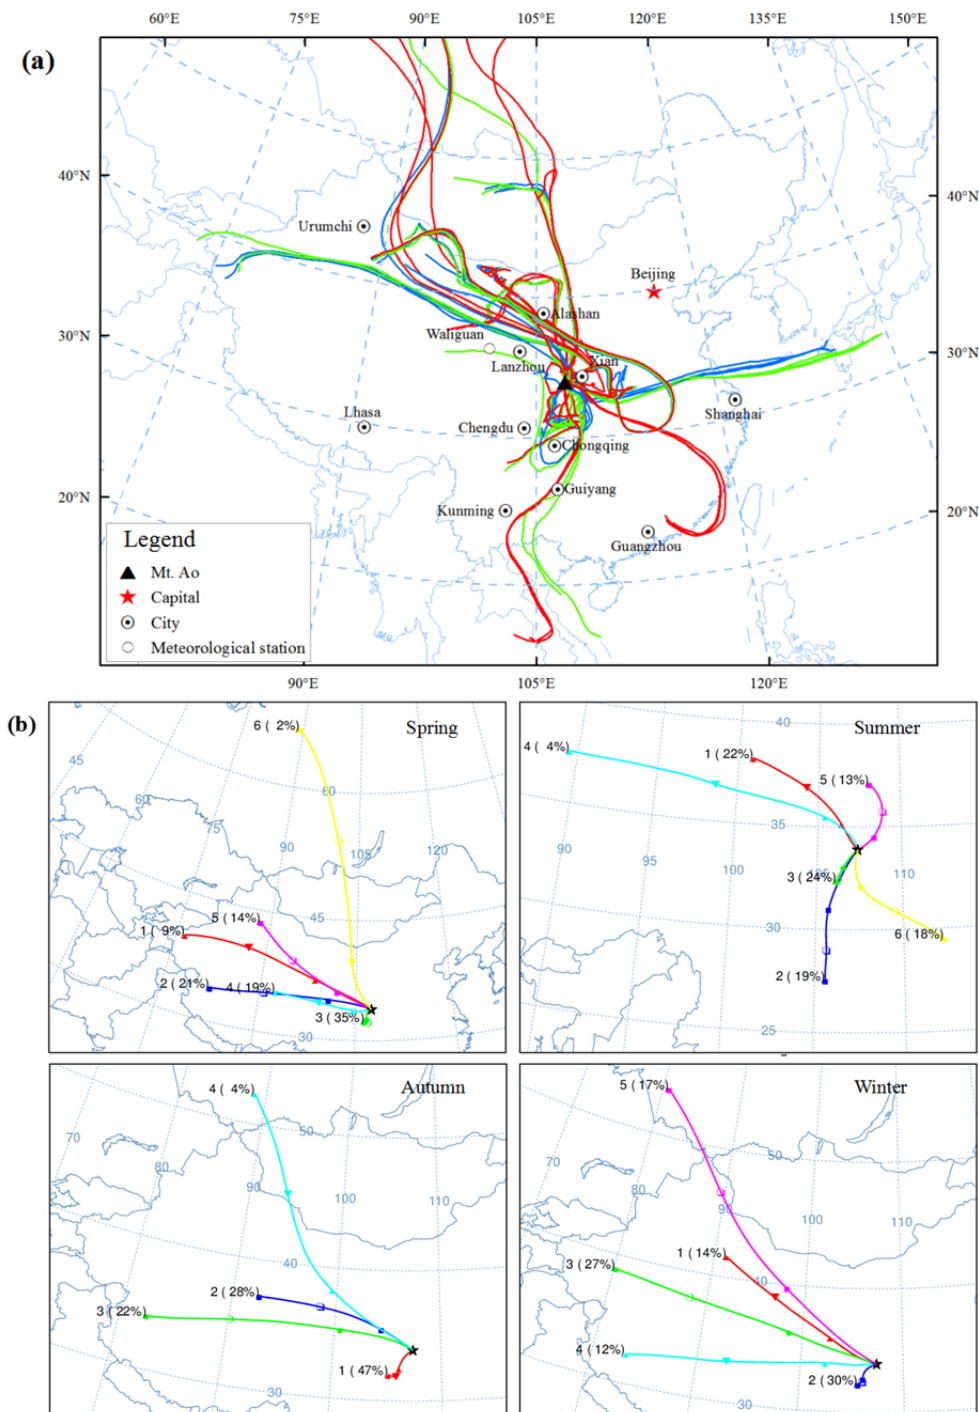 60°E 75°E 90°E 105°E 120°E 135°E 150°E
(a)
40°N 40°N
Urumchi
Beijing
Alashan
30°N Waliguan 30°N
Lanzhou Xian
Lhasa Shanghai
Chengdu
Chongqing
20°N Guiyang 20°N
Kunming
Guangzhou
Legend
Mt. Ao
Capital
City
Meteorological station
90°E 105°E 120°E
(b)
Spring
6 ( 2%)
45
60
60
75
90 105 120
45
5 (14%)
1 ( 9%)
2 (21%) 4 (19%)
3 (35%)
30
Summer
40
4 ( 4%) 1 (22%)
5 (13%)
35
90 95 100 110
3 (24%)
30
6 (18%)
2 (19%)
25
Autumn
4 ( 4%)
50
70
80
90 100 110
40
2 (28%)
3 (22%)
1 (47%)
30
Winter
5 (17%)
50
70
80
90 100 110
1 (14%)
3 (27%)
40
4 (12%)
2 (30%)
30